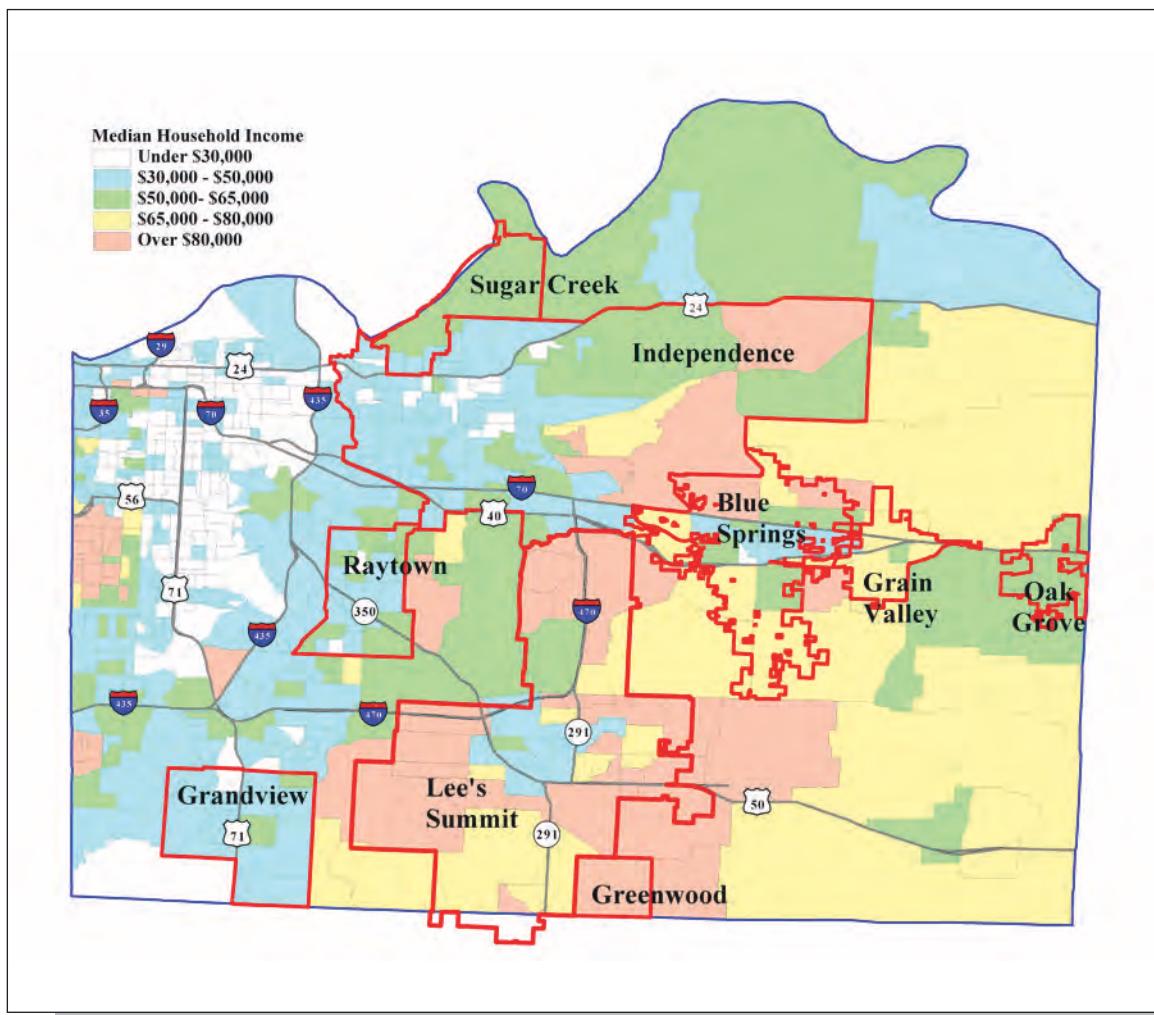 Median Household Income
Under $30,000
$30,000 - $50,000
$50,000- $65,000
$65,000 - $80,000
Over $80,000
Sugar Creek
24
Independence
29
24
35
70
435
70
40
56
Blue
Springs
Raytown
Grain
Valley
Oak
Grove
71
350
470
435
435
470
291
Grandview
Lee's
Summit
50
71
291
Greenwood